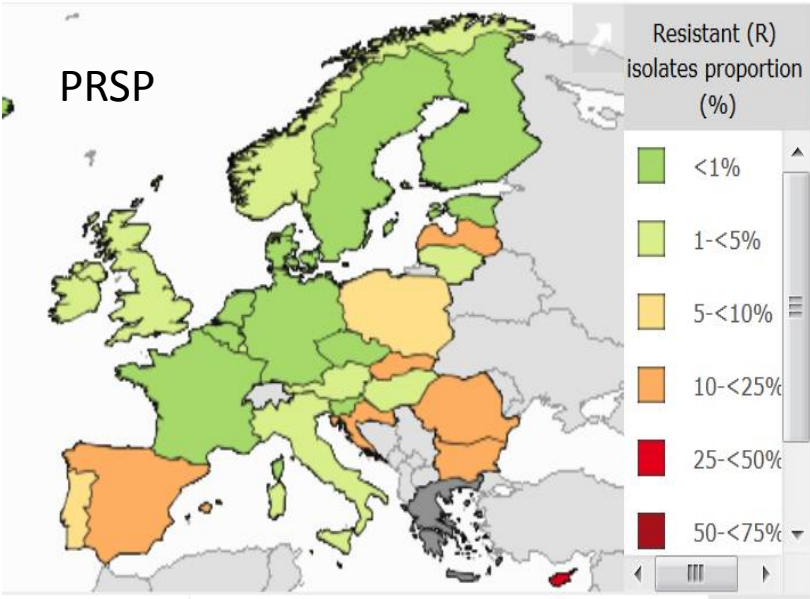 PRSP
Resistant (R)
isolates proportion
(%)
<1%
1-<5%
5-<10%
10-<25%
25-<50%
50-<75%